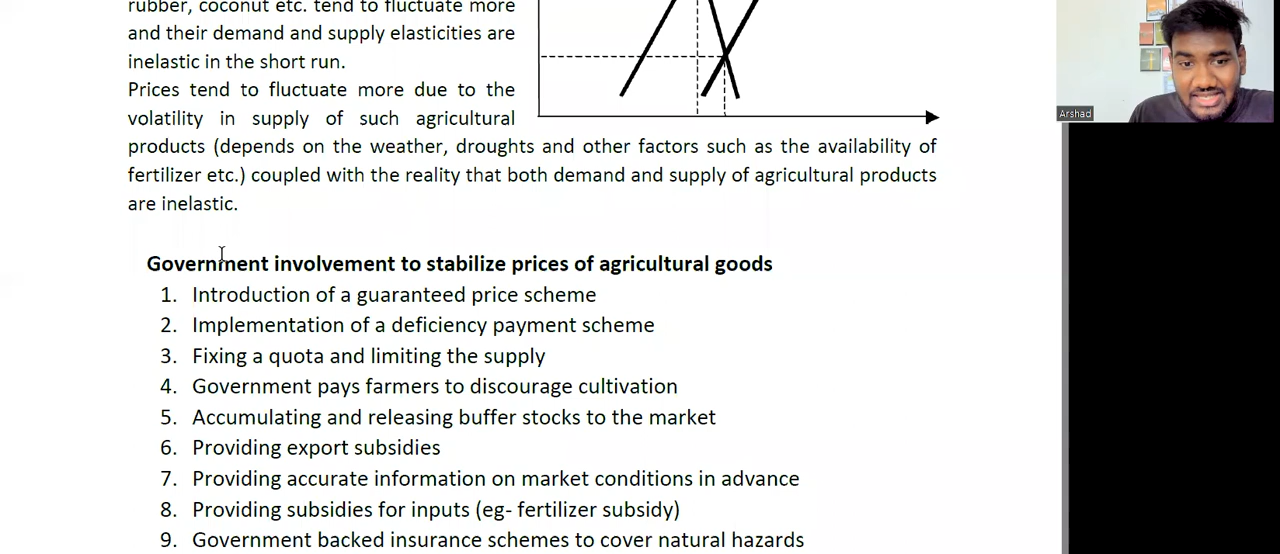 rubber, coconut etc. tend to fluctuate more
and their demand and supply elasticities are
inelastic in the short run.
Prices tend to fluctuate more due to the
volatility in supply of such agricultural
products (depends on the weather, droughts and other factors such as the availability of
fertilizer etc.) coupled with the reality that both demand and supply of agricultural products
are inelastic.
Arshad
Government involvement to stabilize prices of agricultural goods
1. Introduction of a guaranteed price scheme
2. Implementation of a deficiency payment scheme
3. Fixing a quota and limiting the supply
4. Government pays farmers to discourage cultivation
5. Accumulating and releasing buffer stocks to the market
6. Providing export subsidies
7. Providing accurate information on market conditions in advance
8. Providing subsidies for inputs (eg- fertilizer subsidy)
9. Government backed insurance schemes to cover natural hazards